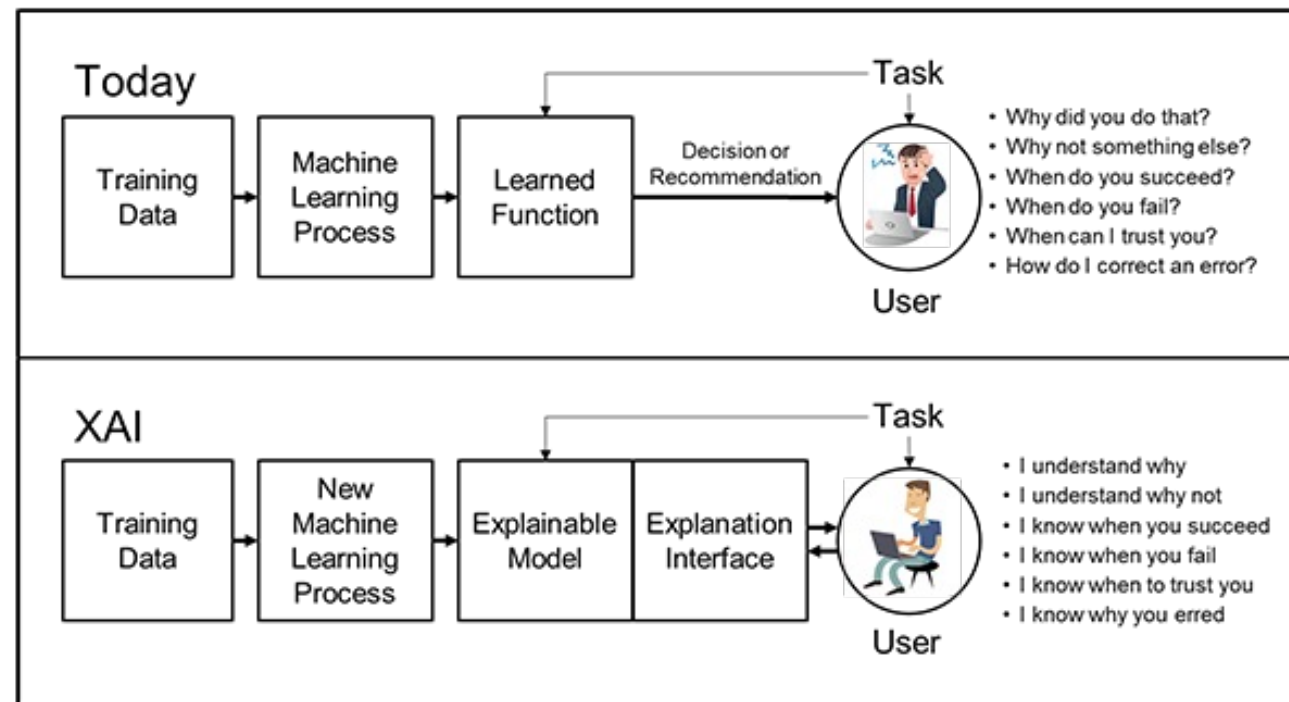 Today
Task
Training
Data
Machine
Learning
Process
Learned
Function
Decision or
Recommendation
User
• Why did you do that?
• Why not something else?
• When do you succeed?
• When do you fail?
• When can I trust you?
• How do I correct an error?
XAI
Task
Training
Data
New
Machine
Learning
Process
Explainable
Model
Explanation
Interface
User
• I understand why
• I understand why not
• I know when you succeed
• I know when you fail
• I know when to trust you
• I know why you erred